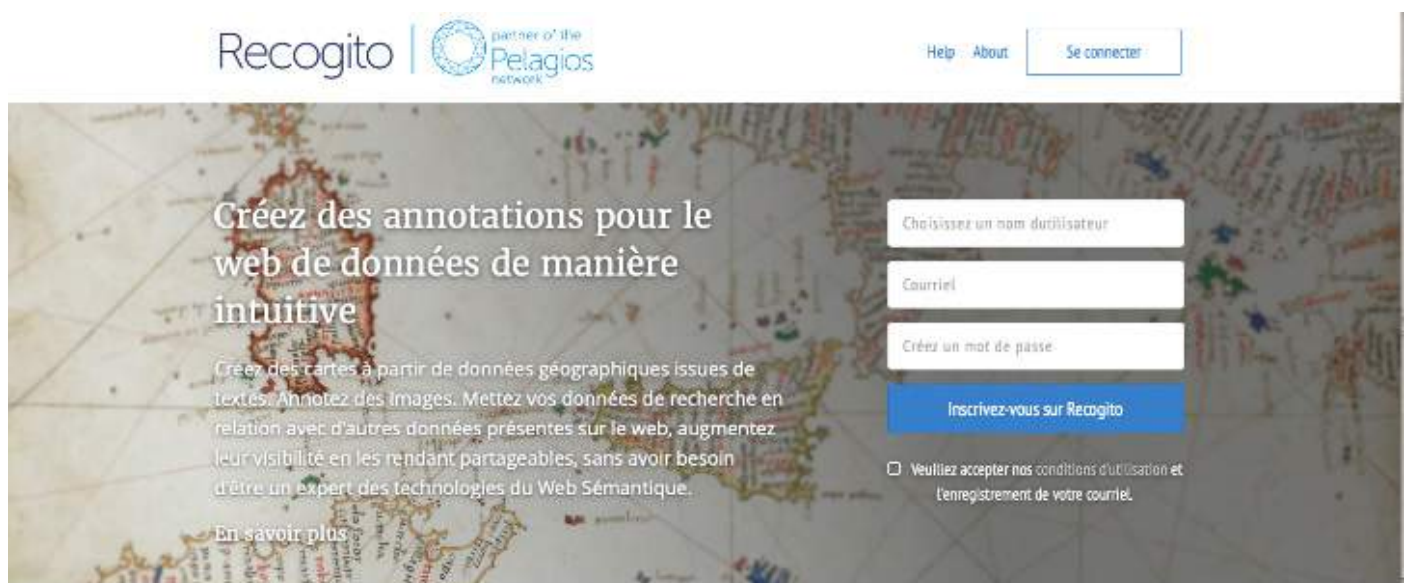 Recogito
partner of the
Pelagios
network
Help About Se connecter
Créez des annotations pour le
web de données de manière
intuitive
Créez des cartes à partir de données géographiques issues de
textes. Annotez des images. Mettez vos données de recherche en
relation avec d'autres données présentes sur le web, augmentez
leur visibilité en les rendant partageables, sans avoir besoin
d'être un expert des technologies du Web Sémantique.
En savoir plus
Choisissez un nom dutilisateur
Courriel
Créez un mot de passe
Inscrivez-vous sur Recogito
Veuillez accepter nos conditions d'utilisation et
l'enregistrement de votre courriel.